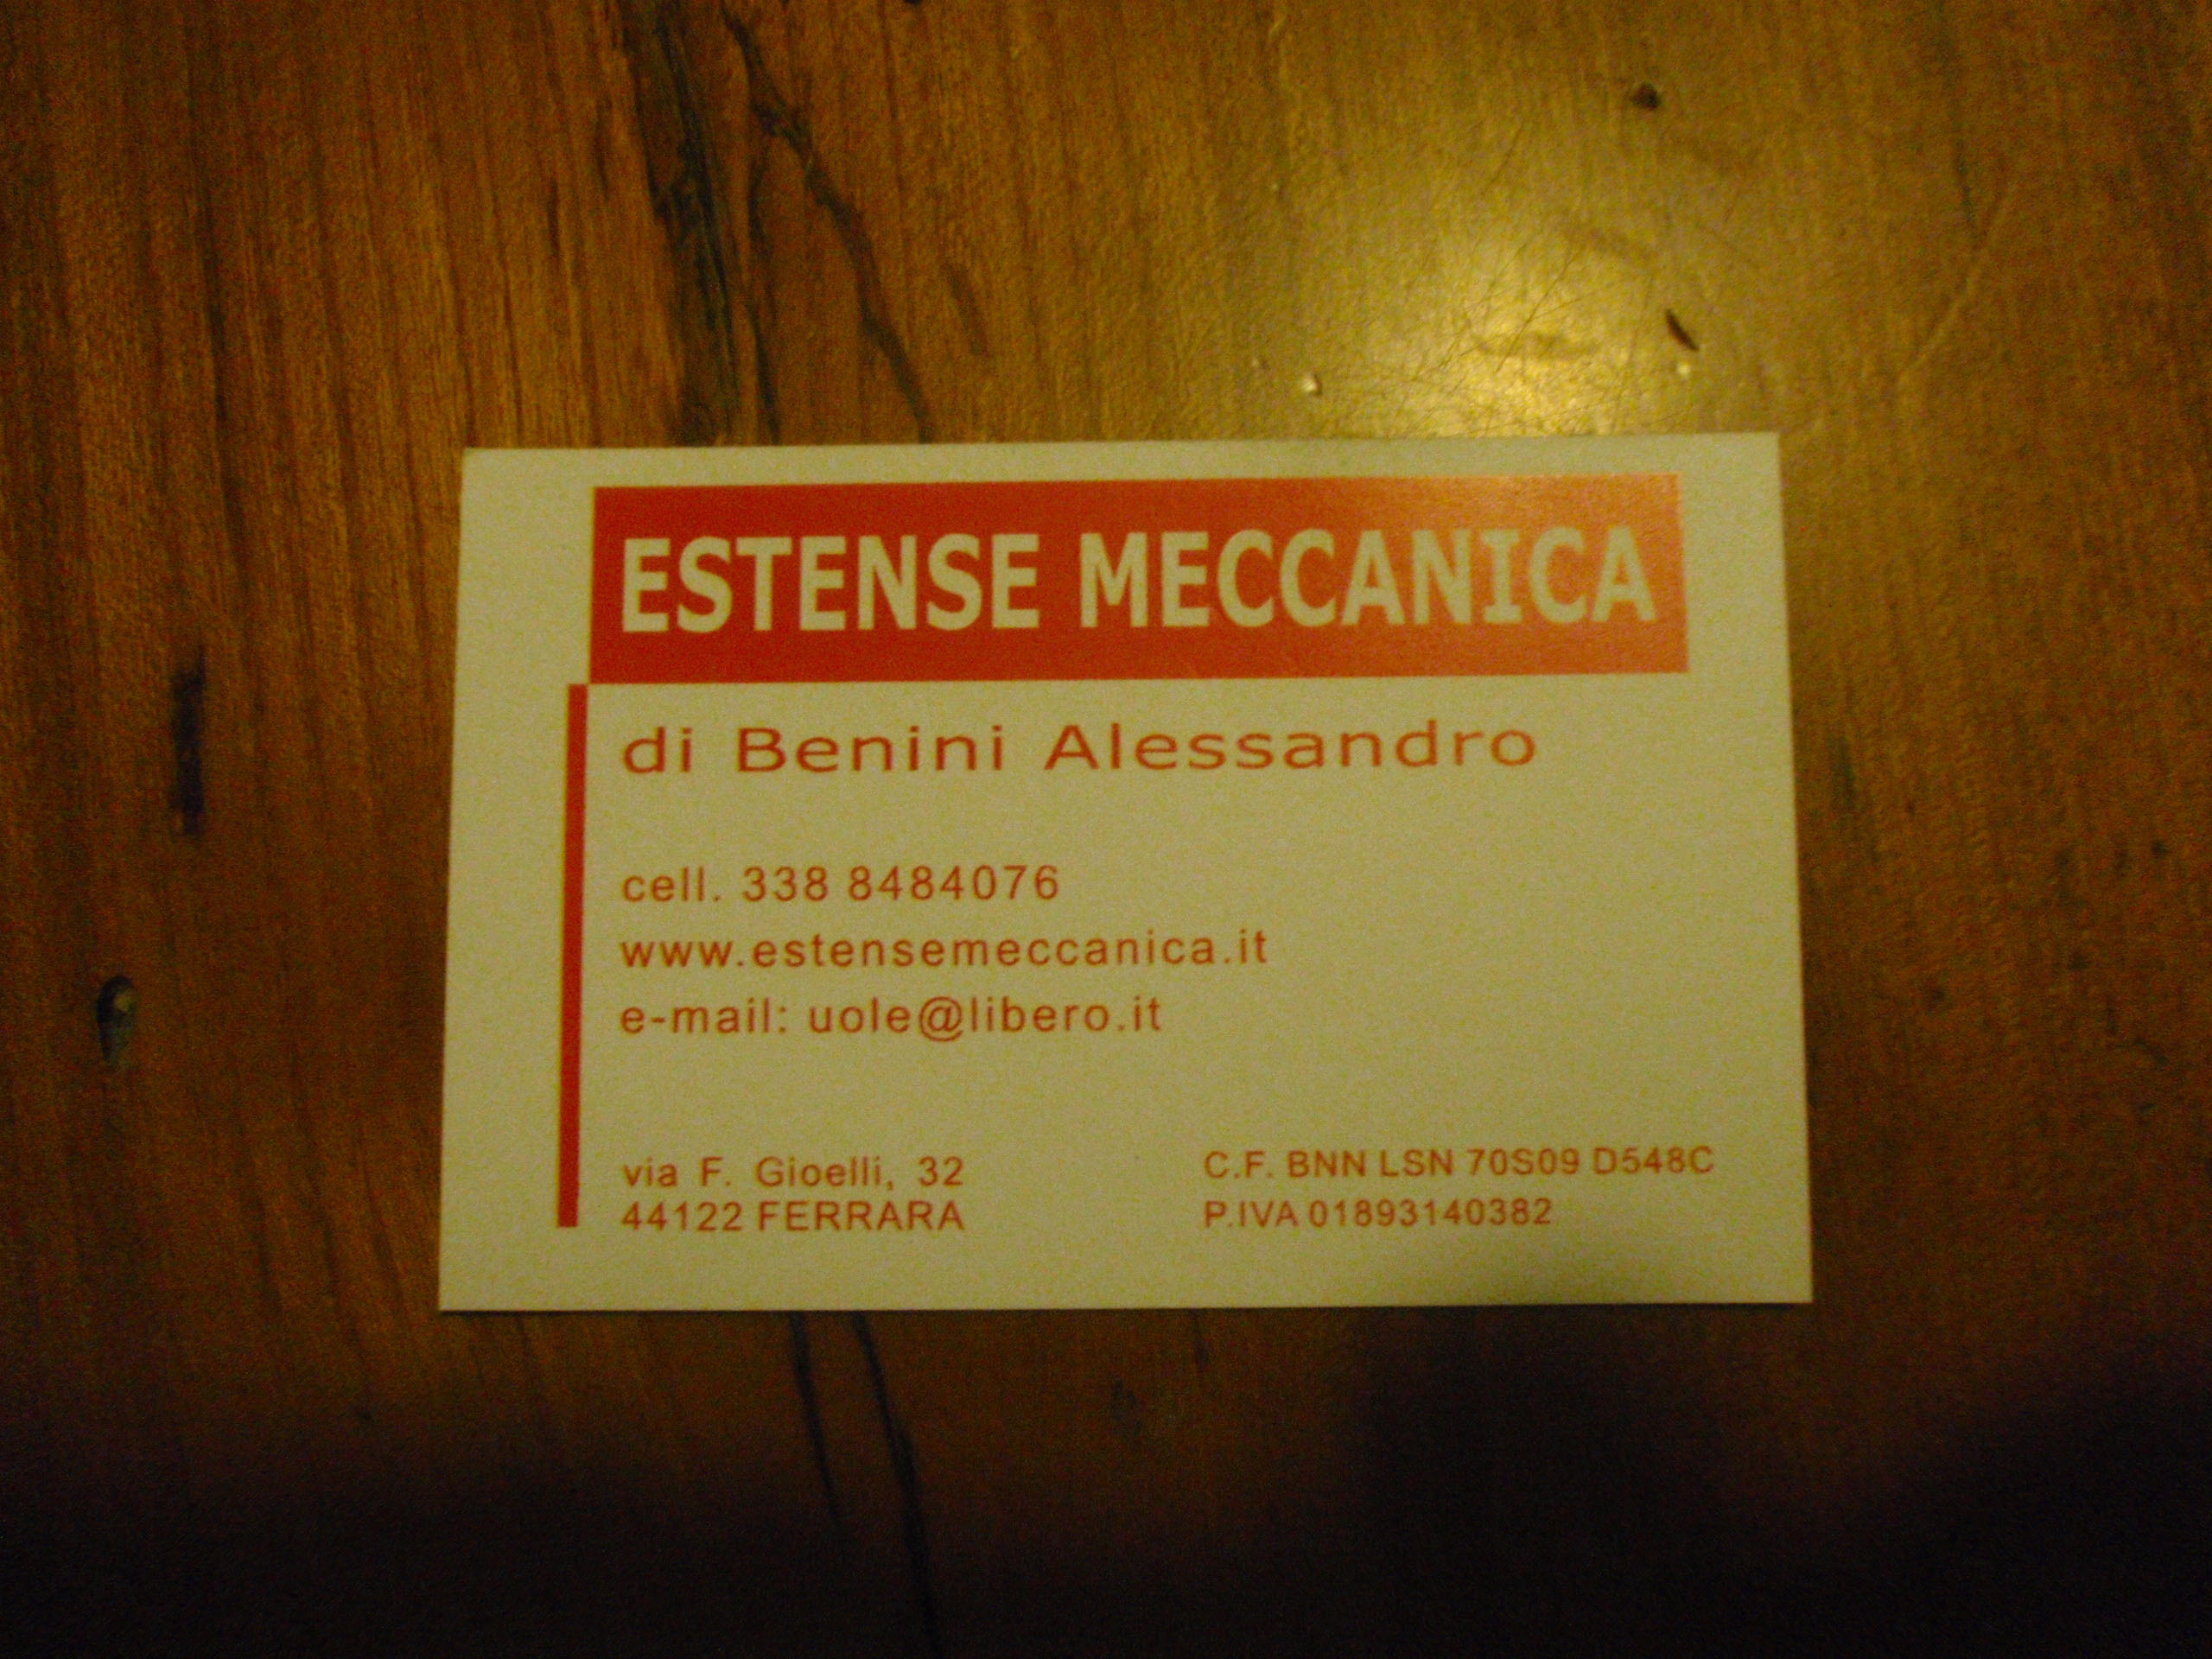 ESTENSE MECCANICA
di Benini Alessandro
cell. 338 8484076
www.estensemeccanica.it
e-mail: uole@libero.it
via F. Gioelli, 32
44122 FERRARA
C.F. BNN LSN 70S09 D548C
P.IVA 01893140382